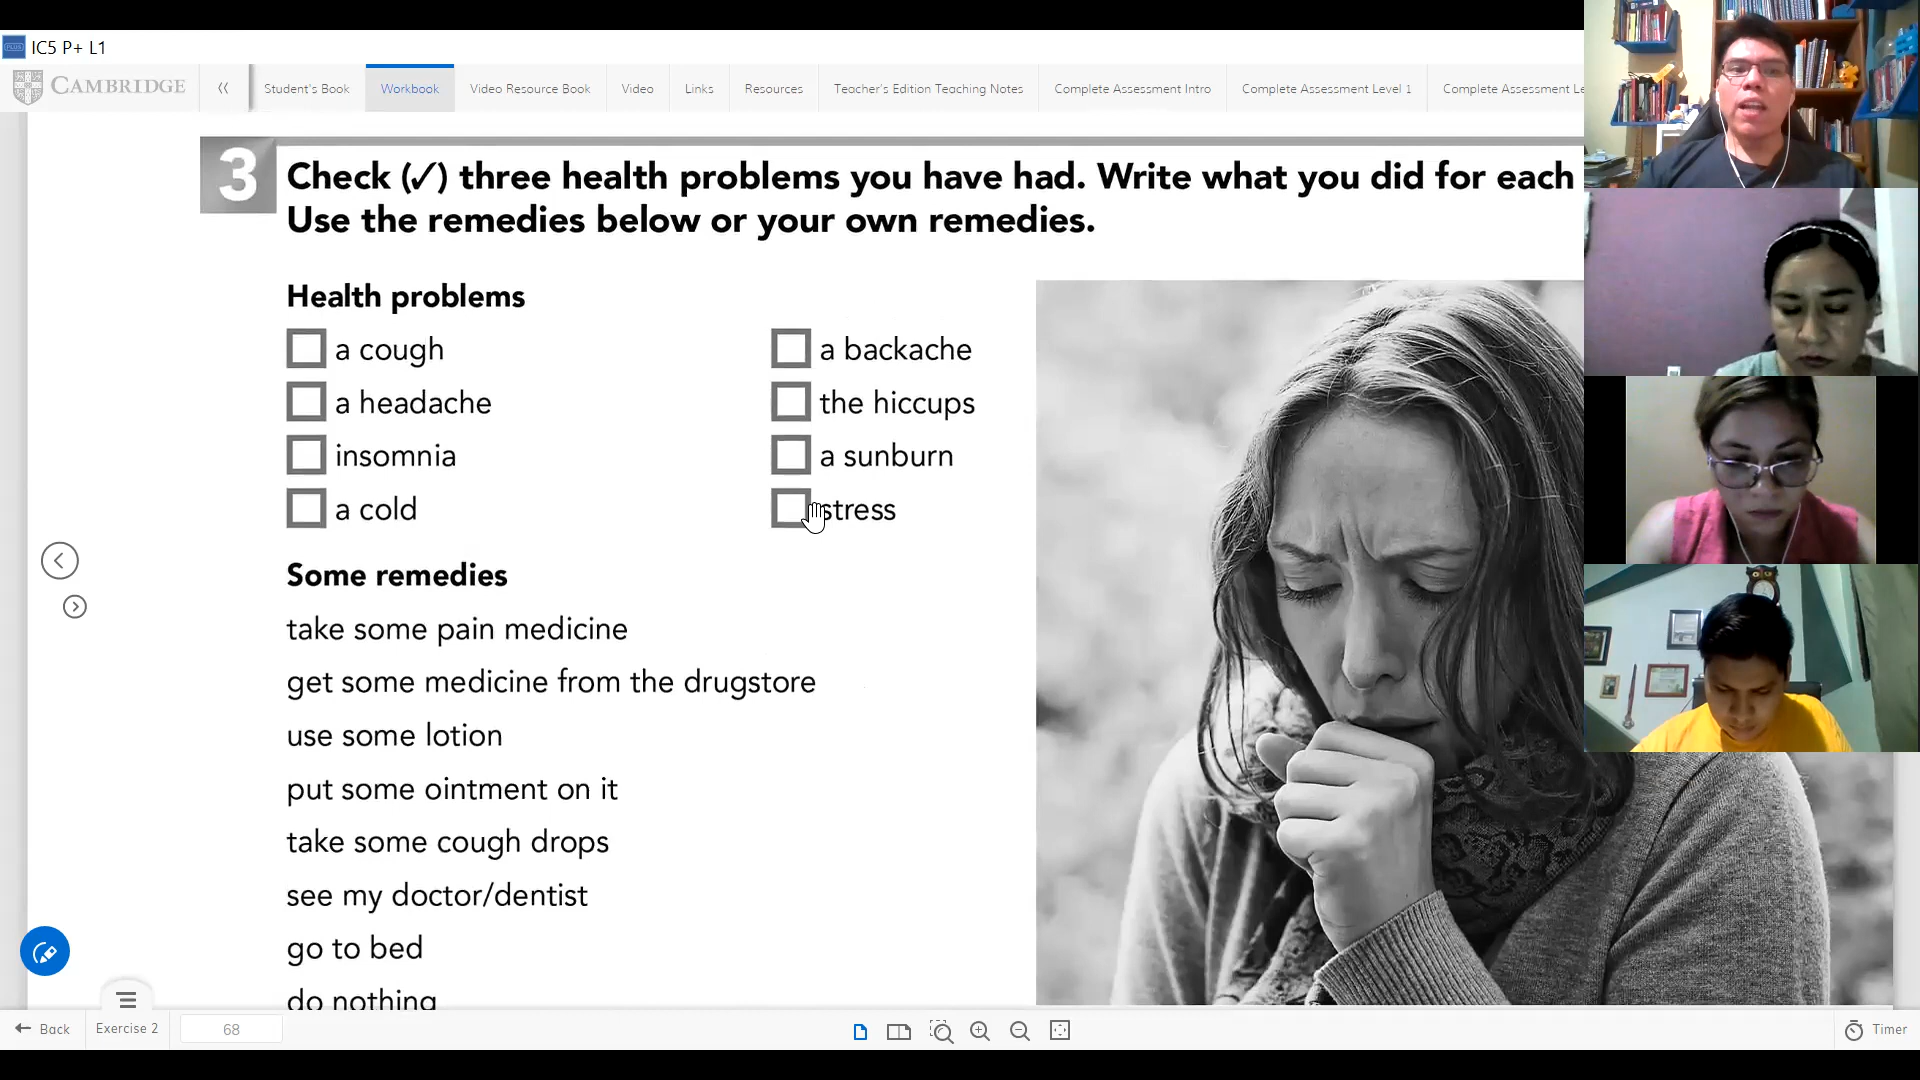 IC5 P+ L1
CAMBRIDGE
Student's Book
Workbook
Video Resource Book
Video
Links
Resources
Teacher's Edition Teaching Notes
Complete Assessment Intro
Complete Assessment Level 1
Complete Assessment Le
3
Check (✓) three health problems you have had. Write what you did for each
Use the remedies below or your own remedies.
Health problems
a cough
a headache
insomnia
a cold
a backache
the hiccups
a sunburn
stress
Some remedies
take some pain medicine
get some medicine from the drugstore
use some lotion
put some ointment on it
take some cough drops
see my doctor/dentist
go to bed
do nothing
Back
Exercise 2
68
Timer